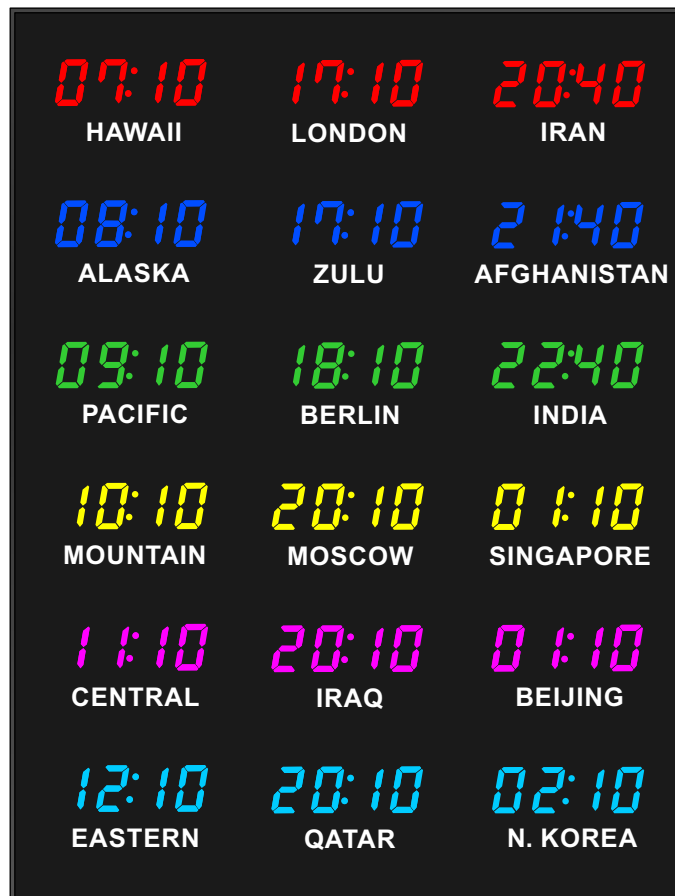 07:10 17:10 20:40
HAWAII LONDON IRAN
08:10 17:10 21:40
ALASKA ZULU AFGHANISTAN
09:10 18:10 22:40
PACIFIC BERLIN INDIA
10:10 20:10 01:10
MOUNTAIN MOSCOW SINGAPORE
11:10 20:10 01:10
CENTRAL IRAQ BEIJING
12:10 20:10 02:10
EASTERN QATAR N. KOREA